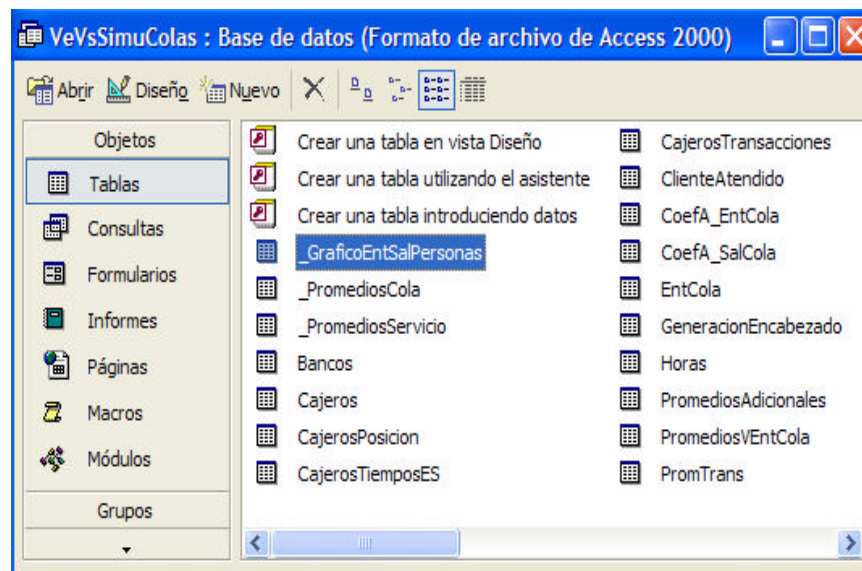 VeVsSimuColas : Base de datos (Formato de archivo de Access 2000)
Abrir Diseño Nuevo
Objetos
Tablas
Consultas
Formularios
Informes
Páginas
Macros
Módulos
Grupos
Crear una tabla en vista Diseño
Crear una tabla utilizando el asistente
Crear una tabla introduciendo datos
_GraficoEntSalPersonas
_PromediosCola
_PromediosServicio
Bancos
Cajeros
CajerosPosicion
CajerosTiemposES
CajerosTransacciones
ClienteAtendido
CoefA_EntCola
CoefA_SalCola
EntCola
GeneracionEncabezado
Horas
PromediosAdicionales
PromediosVEntCola
PromTrans